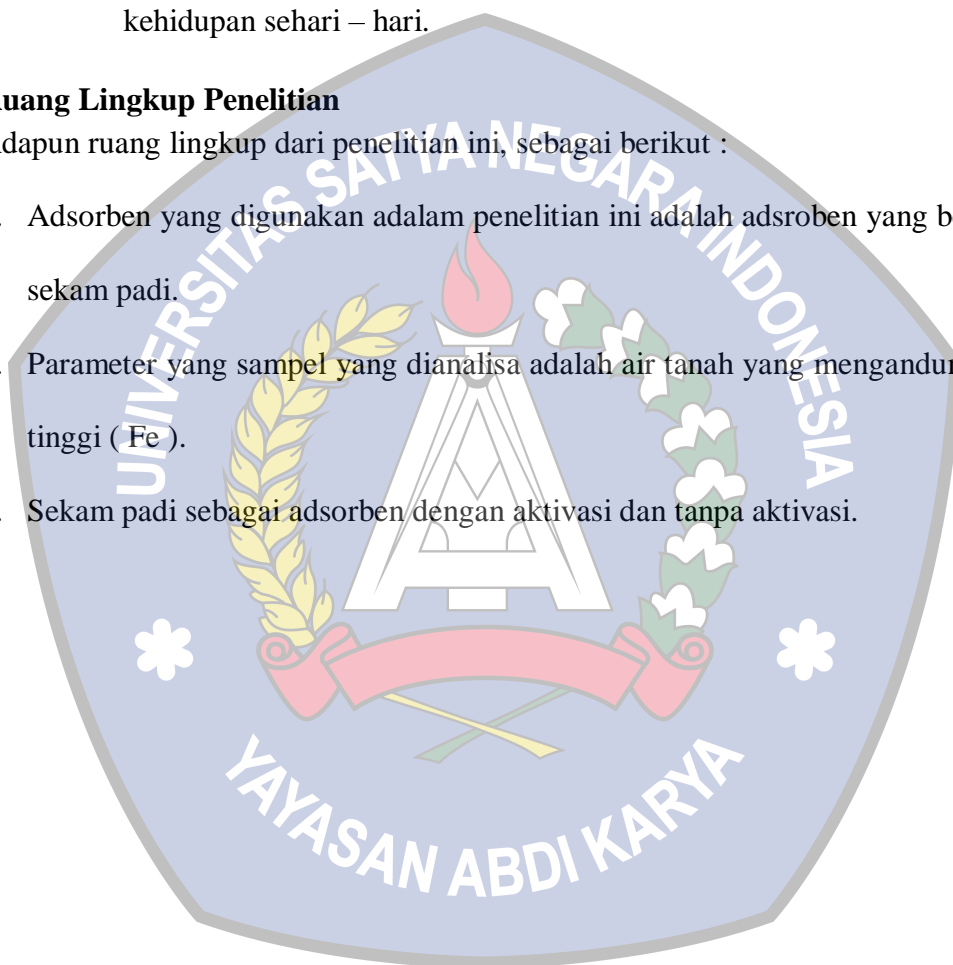 kehidupan sehari – hari.
uang Lingkup Penelitian
dapun ruang lingkup dari penelitian ini, sebagai berikut :
. Adsorben yang digunakan adalam penelitian ini adalah adsroben yang b
sekam padi.
. Parameter yang sampel yang dianalisa adalah air tanah yang mengandu
tinggi ( Fe ).
. Sekam padi sebagai adsorben dengan aktivasi dan tanpa aktivasi.
UNIVERSITAS SATYA NEGARA INDONESIA
YAYASAN ABDI KARYA